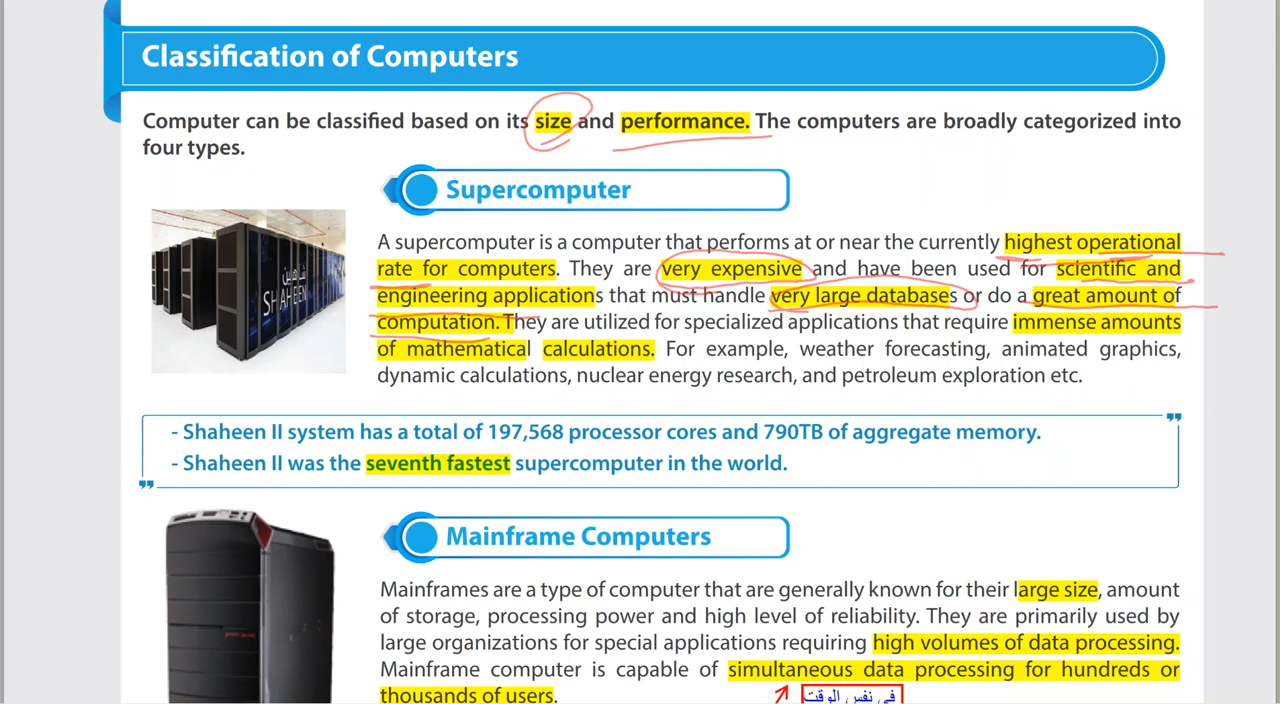 Classification of Computers
Computer can be classified based on its size and performance. The computers are broadly categorized into
four types.
Supercomputer
شاهين
SHAHEEN
A supercomputer is a computer that performs at or near the currently highest operational
rate for computers. They are very expensive and have been used for scientific and
engineering applications that must handle very large databases or do a great amount of
computation. They are utilized for specialized applications that require immense amounts
of mathematical calculations. For example, weather forecasting, animated graphics,
dynamic calculations, nuclear energy research, and petroleum exploration etc.
- Shaheen II system has a total of 197,568 processor cores and 790TB of aggregate memory.
- Shaheen II was the seventh fastest supercomputer in the world.
Mainframe Computers
Mainframes are a type of computer that are generally known for their large size, amount
of storage, processing power and high level of reliability. They are primarily used by
large organizations for special applications requiring high volumes of data processing.
Mainframe computer is capable of simultaneous data processing for hundreds or
thousands of users.
في نفس الوقت